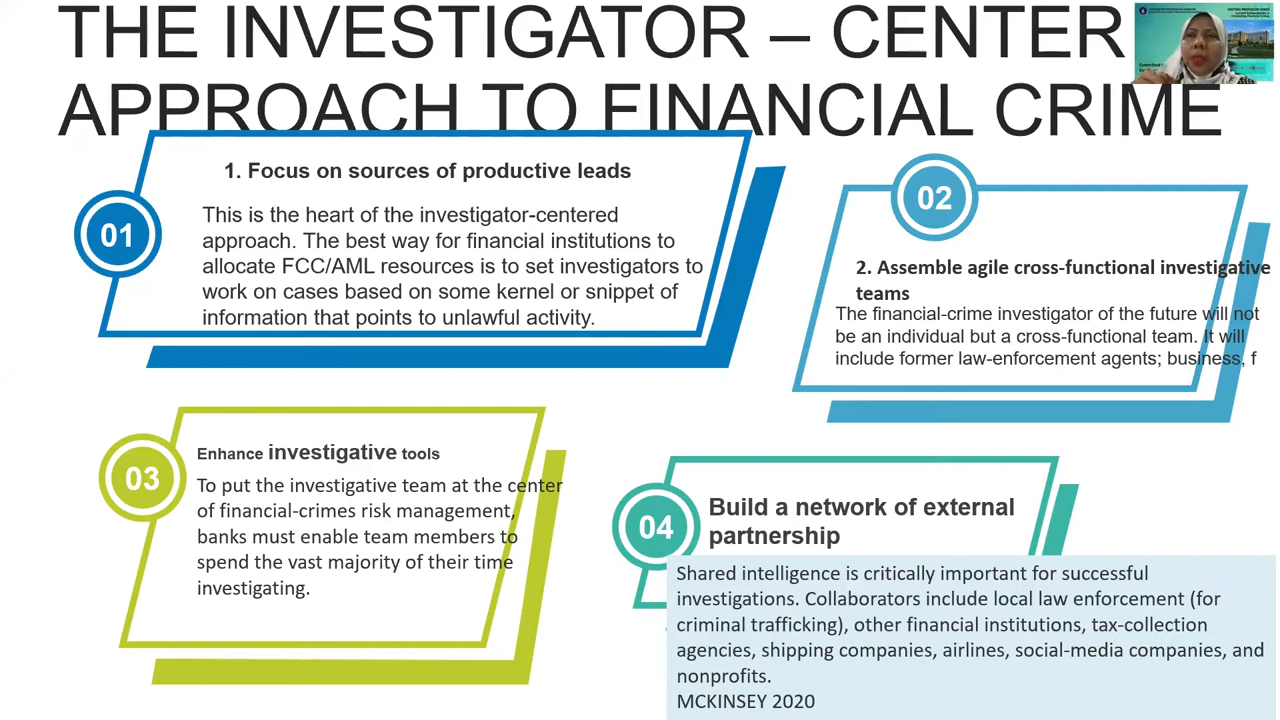 THE INVESTIGATOR – CENTER
APPROACH TO FINANCIAL CRIME
01
1. Focus on sources of productive leads
This is the heart of the investigator-centered
approach. The best way for financial institutions to
allocate FCC/AML resources is to set investigators to
work on cases based on some kernel or snippet of
information that points to unlawful activity.
02
2. Assemble agile cross-functional investigative
teams
The financial-crime investigator of the future will not
be an individual but a cross-functional team. It will
include former law-enforcement agents; business, f
03
Enhance investigative tools
To put the investigative team at the center
of financial-crimes risk management,
banks must enable team members to
spend the vast majority of their time
investigating.
04
Build a network of external
partnership
Shared intelligence is critically important for successful
investigations. Collaborators include local law enforcement (for
criminal trafficking), other financial institutions, tax-collection
agencies, shipping companies, airlines, social-media companies, and
nonprofits.
MCKINSEY 2020